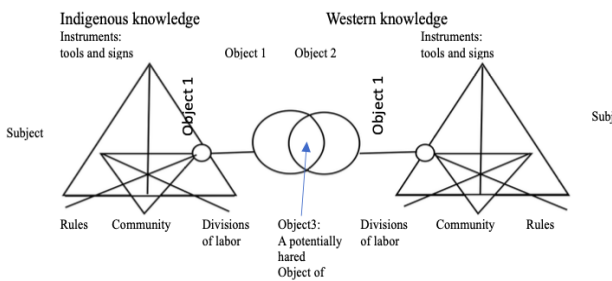 Indigenous knowledge
Western knowledge
Instruments:
tools and signs
Instruments:
tools and signs
Object 1
Object 2
Object 1
Object 1
Subject
Subj
Rules
Community
Divisions
of labor
Object3:
A potentially
hared
Object of
Divisions
of labor
Community
Rules